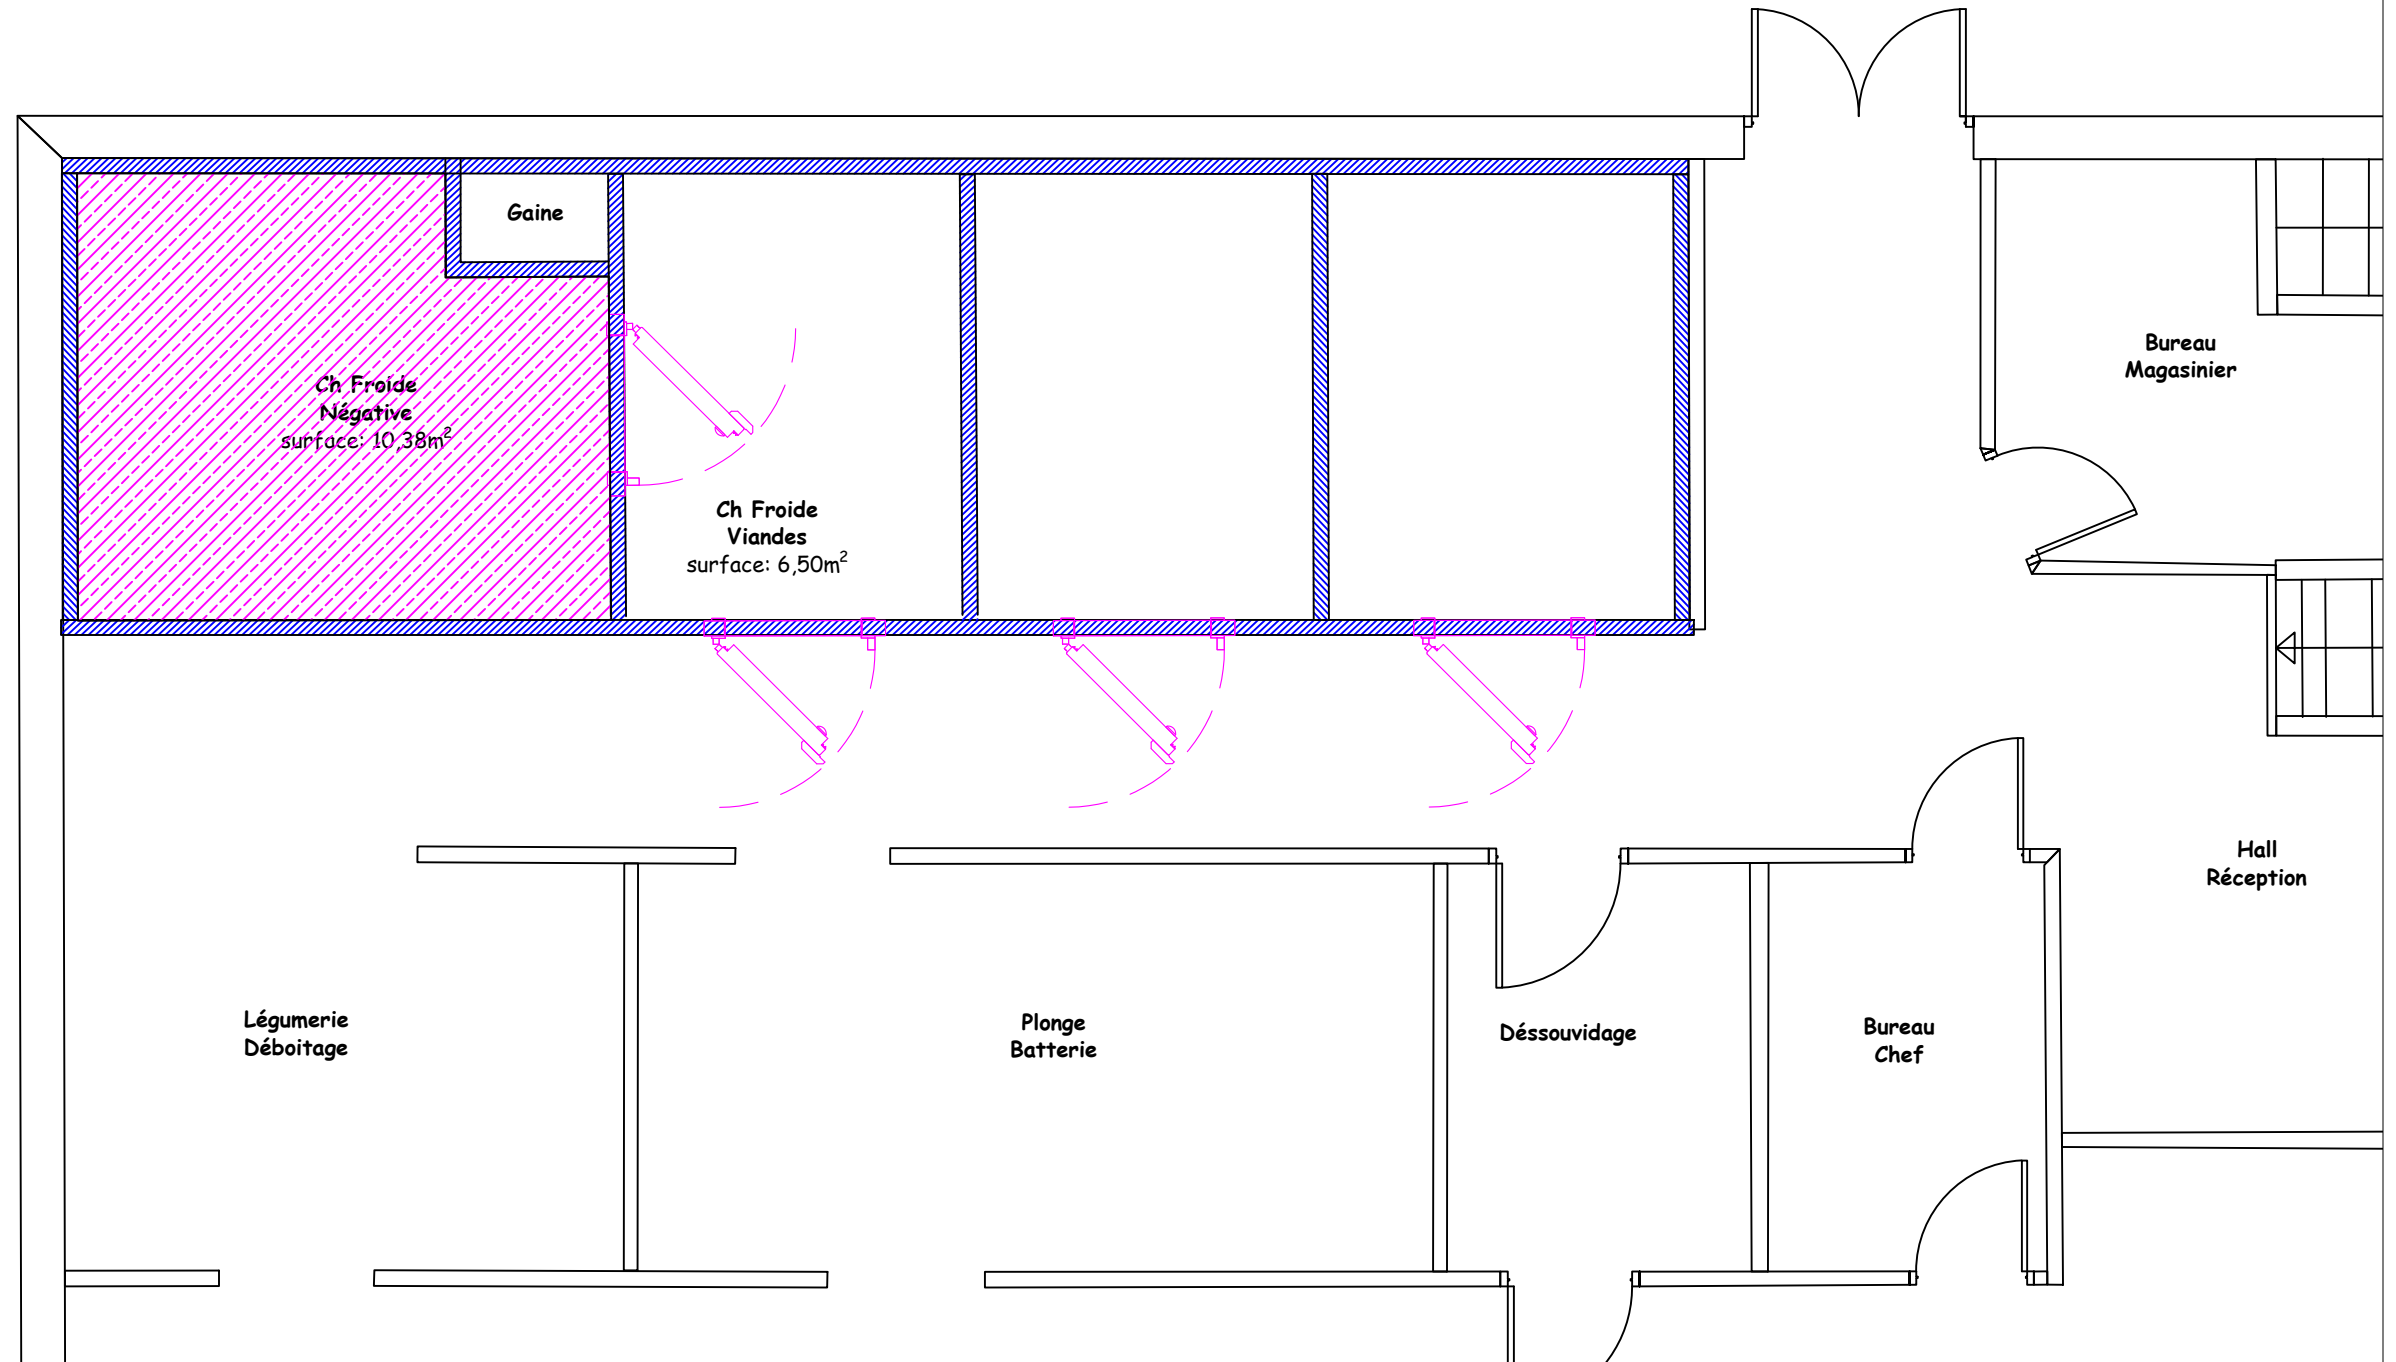 Gaine
Bureau
Magasinier
Ch Froide
Négative
surface: 10,38m²
Ch Froide
Viandes
surface: 6,50m²
Hall
Réception
Légumerie
Déboitage
Plonge
Batterie
Déssouvidage
Bureau
Chef